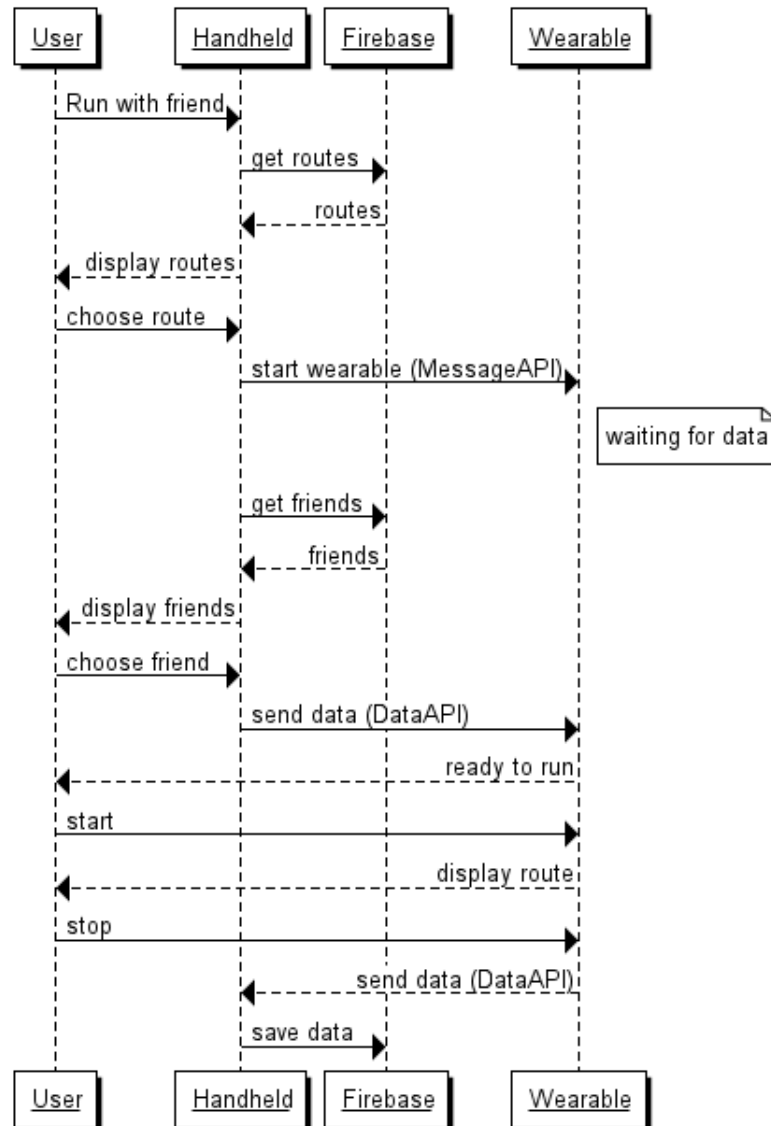 User Handheld Firebase Wearable
Run with friend
get routes
routes
display routes
choose route
start wearable (MessageAPI)
waiting for data
get friends
friends
display friends
choose friend
send data (DataAPI)
ready to run
start
display route
stop
send data (DataAPI)
save data
User Handheld Firebase Wearable